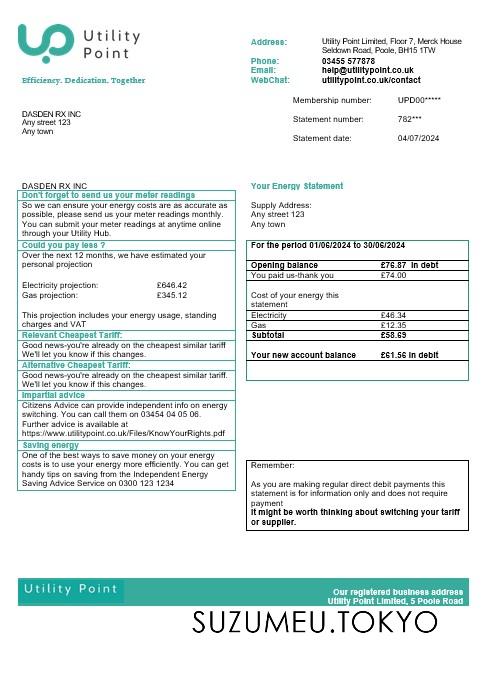 Utility
Point
Efficiency. Dedication. Together
Address: Utility Point Limited, Floor 7, Merck House
Seldown Road, Poole, BH15 1TW
Phone: 03455 577878
Email: help@utilitypoint.co.uk
WebChat: utilitypoint.co.uk/contact
Membership number: UPD00*****
Statement number: 782***
Statement date: 04/07/2024
DASDEN RX INC
Any street 123
Any town
DASDEN RX INC
Don't forget to send us your meter readings
So we can ensure your energy costs are as accurate as
possible, please send us your meter readings monthly.
You can submit your meter readings at anytime online
through your Utility Hub.
Could you pay less ?
Over the next 12 months, we have estimated your
personal projection
Electricity projection: £646.42
Gas projection: £345.12
This projection includes your energy usage, standing
charges and VAT
Relevant Cheapest Tariff:
Good news-you're already on the cheapest similar tariff
We'll let you know if this changes.
Alternative Cheapest Tariff:
Good news-you're already on the cheapest similar tariff
We'll let you know if this changes.
Impartial advice
Citizens Advice can provide independent info on energy
switching. You can call them on 03454 04 05 06.
Further advice is available at
https://www.utilitypoint.co.uk/Files/KnowYourRights.pdf
Saving energy
One of the best ways to save money on your energy
costs is to use your energy more efficiently. You can get
handy tips on saving from the Independent Energy
Saving Advice Service on 0300 123 1234
Your Energy Statement
Supply Address:
Any street 123
Any town
For the period 01/06/2024 to 30/06/2024
Opening balance £76.87 in debt
You paid us-thank you £74.00
Cost of your energy this
statement
Electricity £46.34
Gas £12.35
Subtotal £58.69
Your new account balance £61.56 in debit
Remember:
As you are making regular direct debit payments this
statement is for information only and does not require
payment
It might be worth thinking about switching your tariff
or supplier.
Utility Point
Our registered business address
Utility Point Limited, 5 Poole Road
SUZUMEU.TOKYO